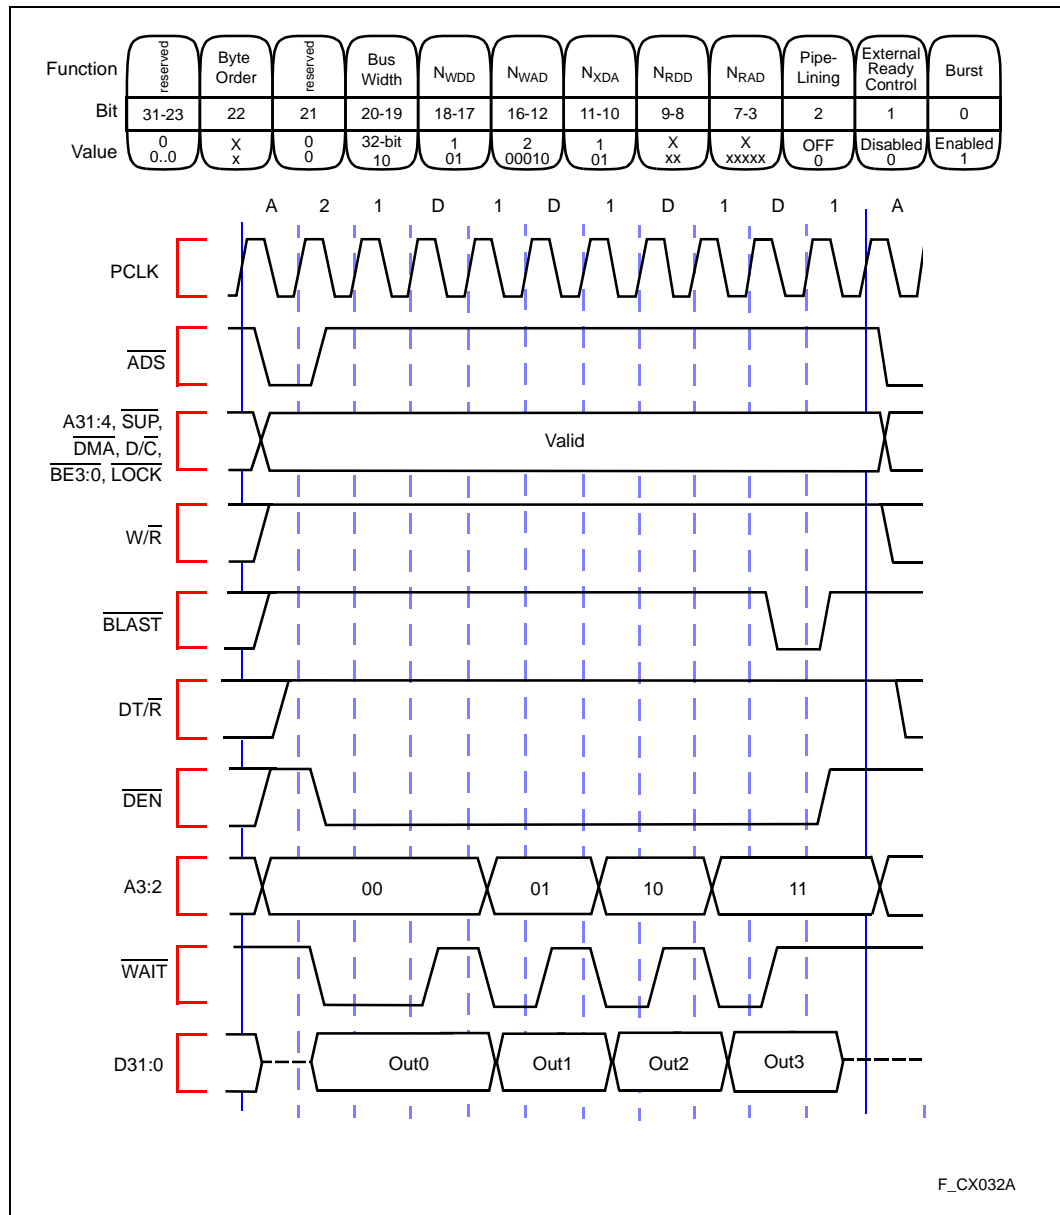 Function reserved Byte Order reserved Bus Width NWDD NWAD NXDA NRDD NRAD Pipe-Lining External Ready Control Burst
Bit 31-23 22 21 20-19 18-17 16-12 11-10 9-8 7-3 2 1 0
Value 0 X 0 32-bit 1 2 1 X X OFF Disabled Enabled
0..0 x 0 10 01 00010 01 xx xxxxx 0 0 1
A 2 1 D 1 D 1 D 1 D 1 A
PCLK
ADS
A31:4, SUP,
DMA, D/C,
BE3:0, LOCK
Valid
W/R
BLAST
DT/R
DEN
A3:2 00 01 10 11
WAIT
D31:0 Out0 Out1 Out2 Out3
F_CX032A